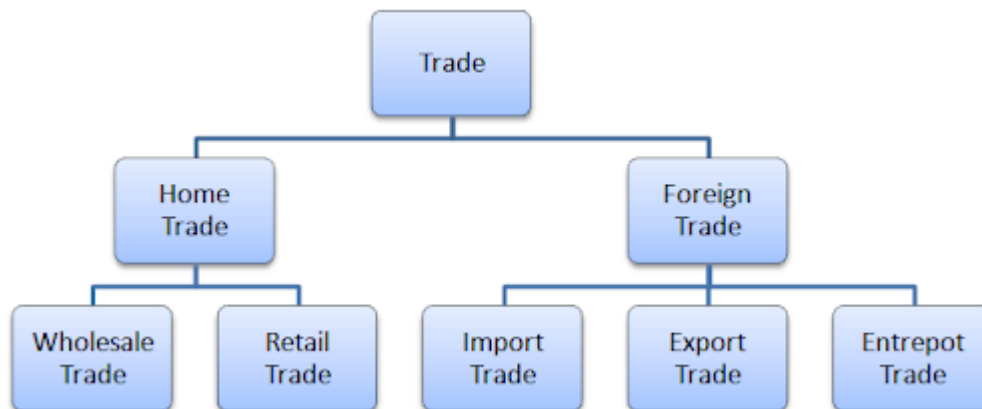 Trade
Home
Trade
Foreign
Trade
Wholesale
Trade
Retail
Trade
Import
Trade
Export
Trade
Entrepot
Trade